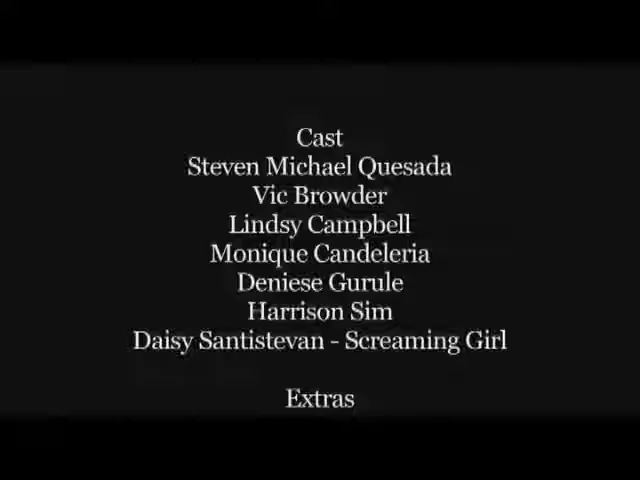 Cast
Steven Michael Quesada
Vic Browder
Lindsy Campbell
Monique Candeleria
Deniese Gurule
Harrison Sim
Daisy Santistevan - Screaming Girl
Extras